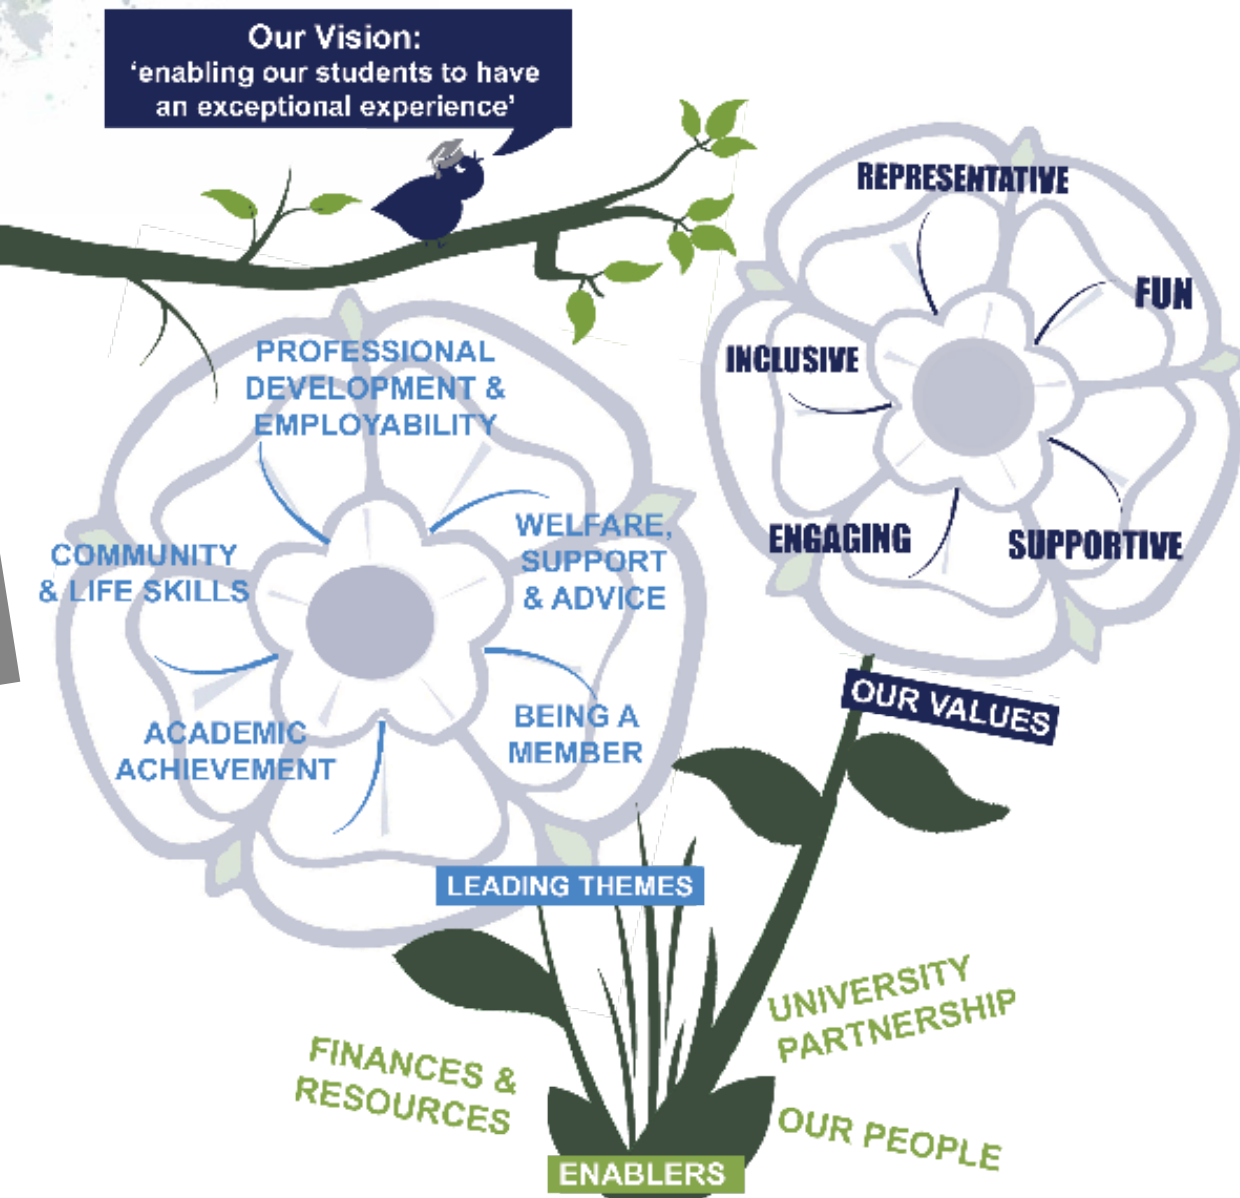 Our Vision:
‘enabling our students to have
an exceptional experience’
REPRESENTATIVE
FUN
INCLUSIVE
ENGAGING
SUPPORTIVE
OUR VALUES
PROFESSIONAL
DEVELOPMENT &
EMPLOYABILITY
WELFARE,
SUPPORT
& ADVICE
COMMUNITY
& LIFE SKILLS
BEING A
MEMBER
ACADEMIC
ACHIEVEMENT
LEADING THEMES
UNIVERSITY
PARTNERSHIP
FINANCES &
RESOURCES
OUR PEOPLE
ENABLERS